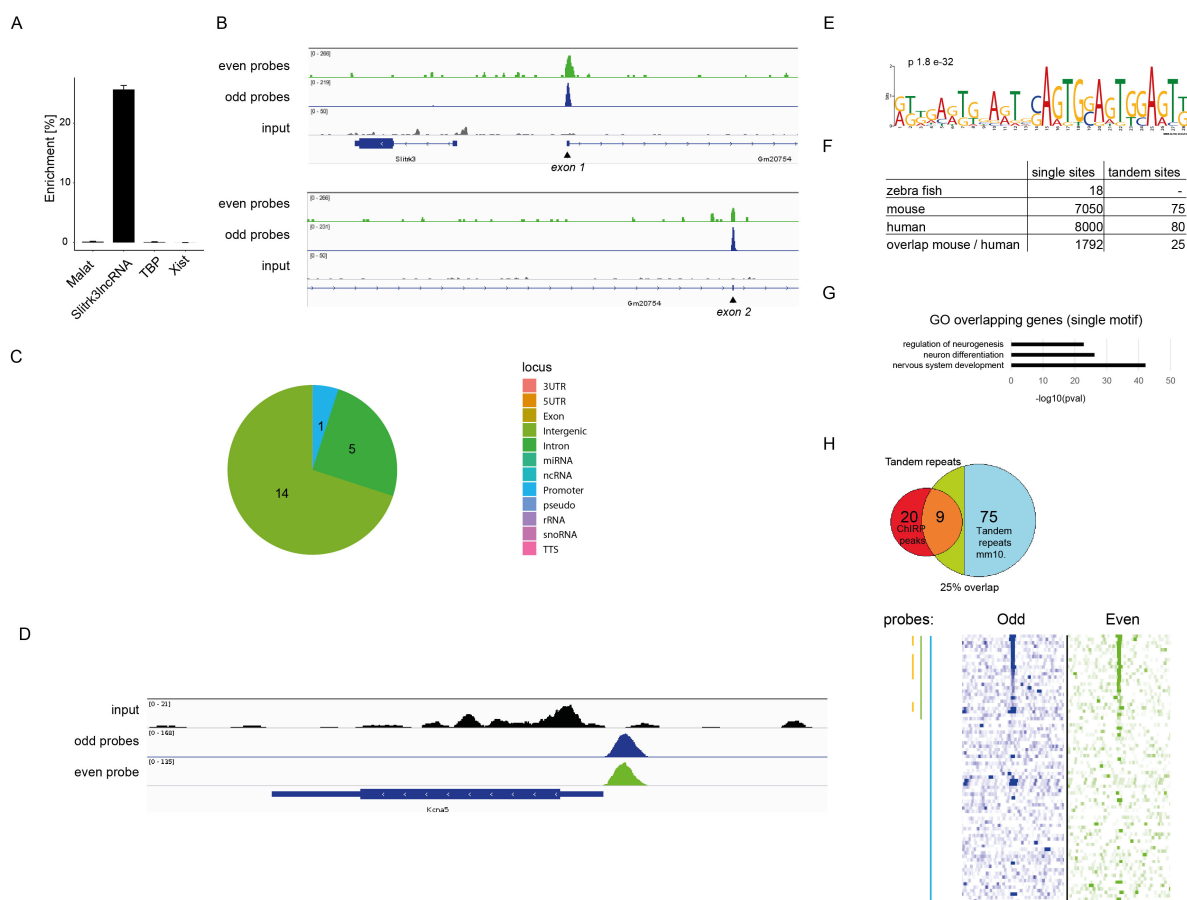 A
Enrichment [%]
20
10
0
Malat
Slitrk3lncRNA
TBP
Xist
B
even probes
[0 - 266]
odd probes
[0 - 219]
input
[0 - 50]
Slitrk3
Gm20754
exon 1
even probes
[0 - 266]
odd probes
[0 - 231]
input
[0 - 50]
Gm20754
exon 2
C
1
5
14
locus
3UTR
5UTR
Exon
Intergenic
Intron
miRNA
ncRNA
Promoter
pseudo
rRNA
snoRNA
TTS
D
input
[0 - 21]
odd probes
[0 - 168]
even probe
[0 - 135]
Kcna5
E
p 1.8 e-32
F
single sites tandem sites
zebra fish 18 -
mouse 7050 75
human 8000 80
overlap mouse / human 1792 25
G
GO overlapping genes (single motif)
regulation of neurogenesis
neuron differentiation
nervous system development
0 10 20 30 40 50
-log10(pval)
H
Tandem repeats
20 9 75
ChIRP
peaks
Tandem
repeats
mm10.
25% overlap
probes: Odd Even